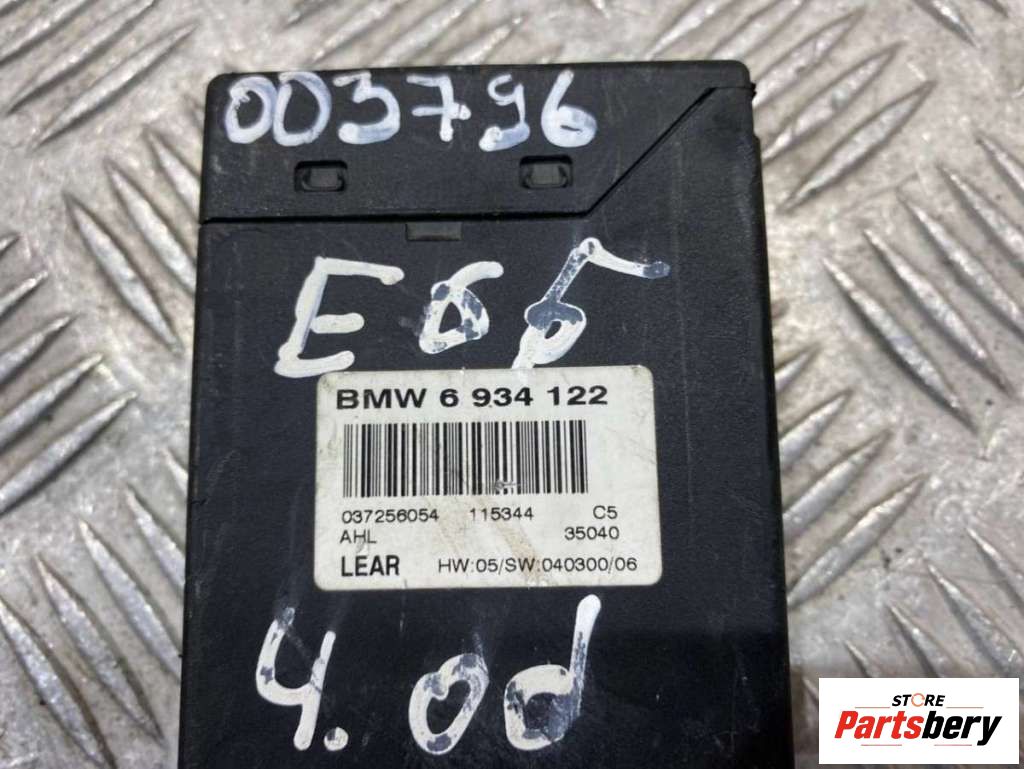 003796
E65
BMW 6 934 122
037256054 115344 C5
AHL 35040
LEAR HW:05/SW:040300/06
4.0d
STORE
Partsbery